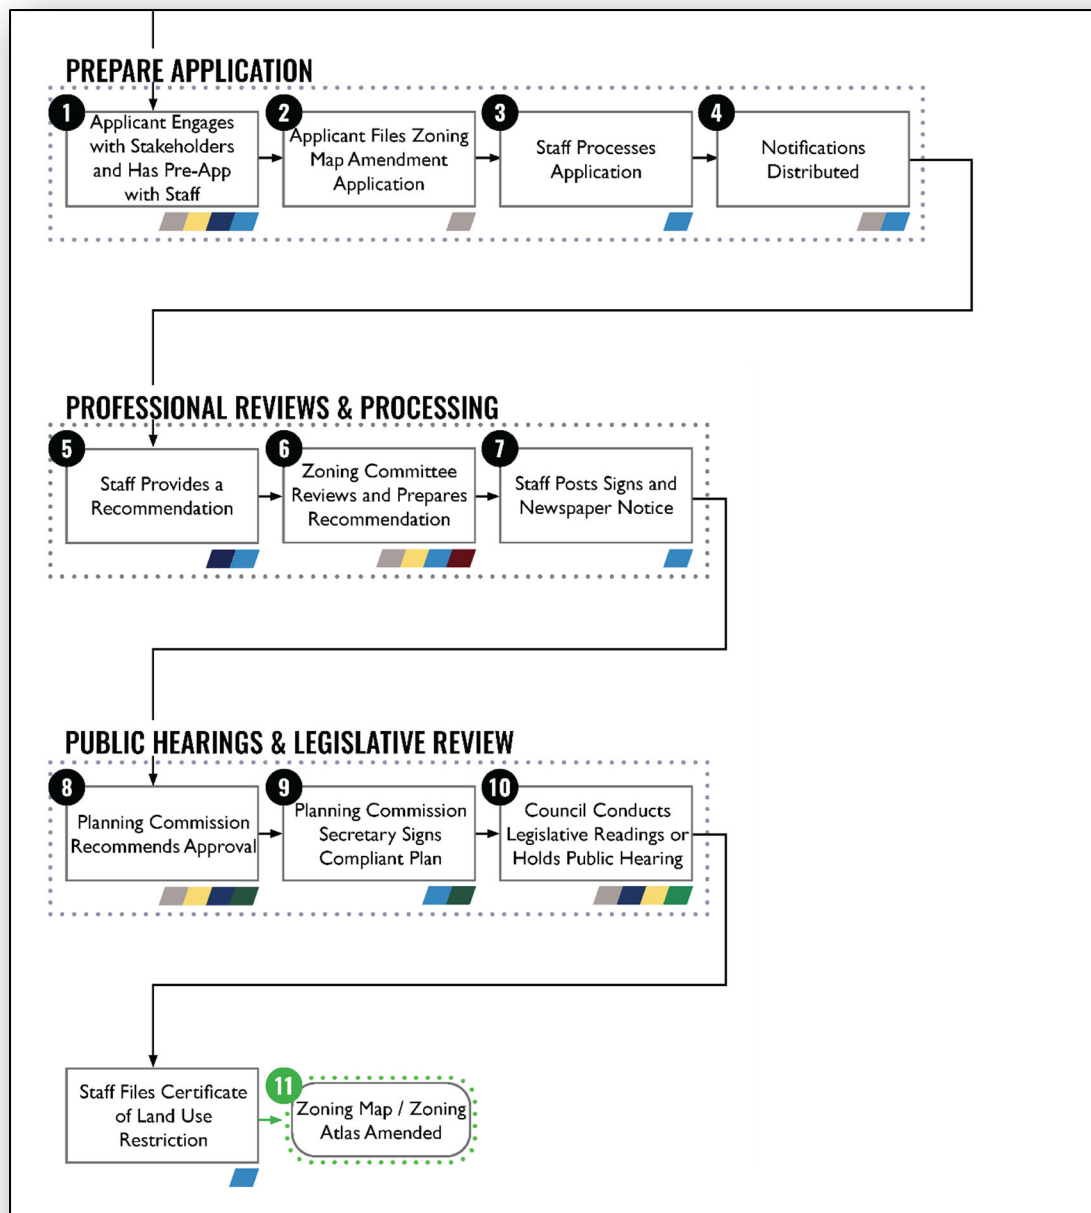 PREPARE APPLICATION
1
Applicant Engages
with Stakeholders
and Has Pre-App
with Staff
2
Applicant Files Zoning
Map Amendment
Application
3
Staff Processes
Application
4
Notifications
Distributed
PROFESSIONAL REVIEWS & PROCESSING
5
Staff Provides a
Recommendation
6
Zoning Committee
Reviews and Prepares
Recommendation
7
Staff Posts Signs and
Newspaper Notice
PUBLIC HEARINGS & LEGISLATIVE REVIEW
8
Planning Commission
Recommends Approval
9
Planning Commission
Secretary Signs
Compliant Plan
10
Council Conducts
Legislative Readings or
Holds Public Hearing
Staff Files Certificate
of Land Use
Restriction
11
Zoning Map / Zoning
Atlas Amended